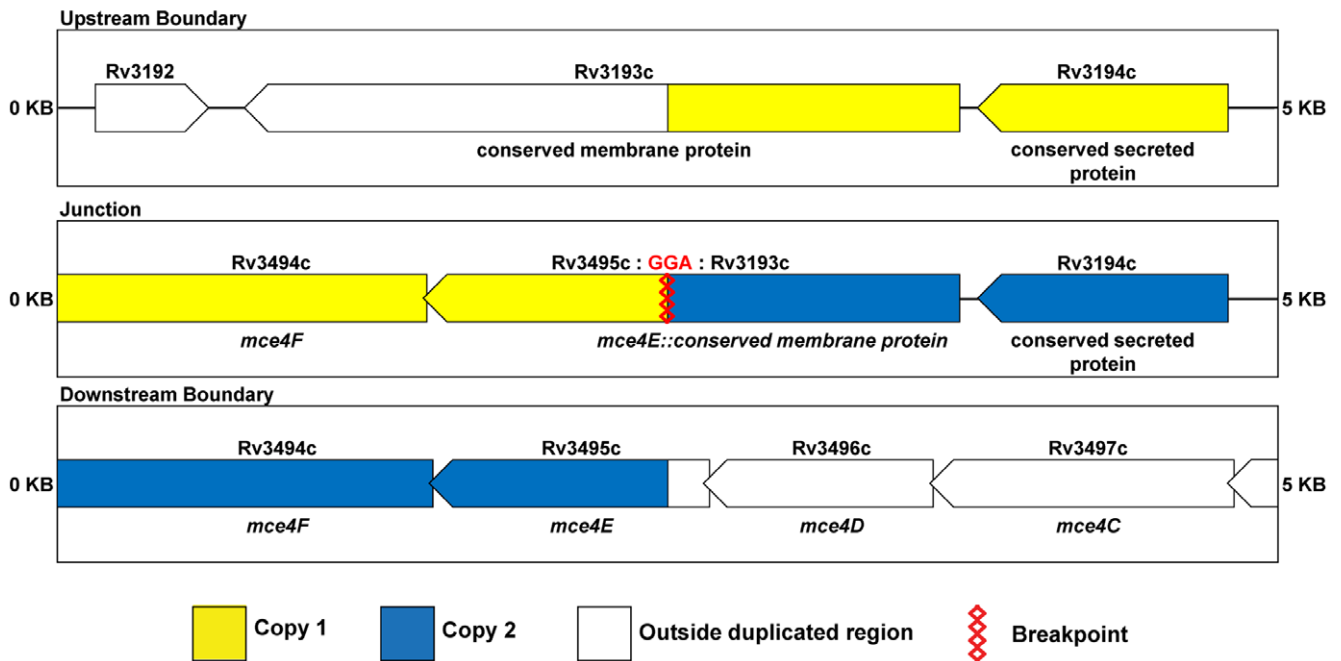 Upstream Boundary
Rv3192 Rv3193c Rv3194c
0 KB 5 KB
conserved membrane protein conserved secreted
protein
Junction
Rv3494c Rv3495c : GGA : Rv3193c Rv3194c
0 KB 5 KB
mce4F mce4E::conserved membrane protein conserved secreted
protein
Downstream Boundary
Rv3494c Rv3495c Rv3496c Rv3497c
0 KB 5 KB
mce4F mce4E mce4D mce4C
Copy 1 Copy 2 Outside duplicated region Breakpoint